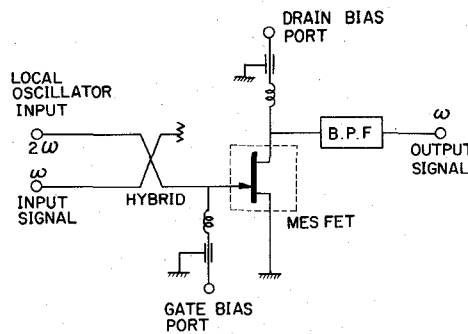 DRAIN BIAS
PORT
LOCAL
OSCILLATOR
INPUT
2ω
ω
INPUT
SIGNAL
HYBRID
B.P.F
ω
OUTPUT
SIGNAL
MES FET
GATE BIAS
PORT